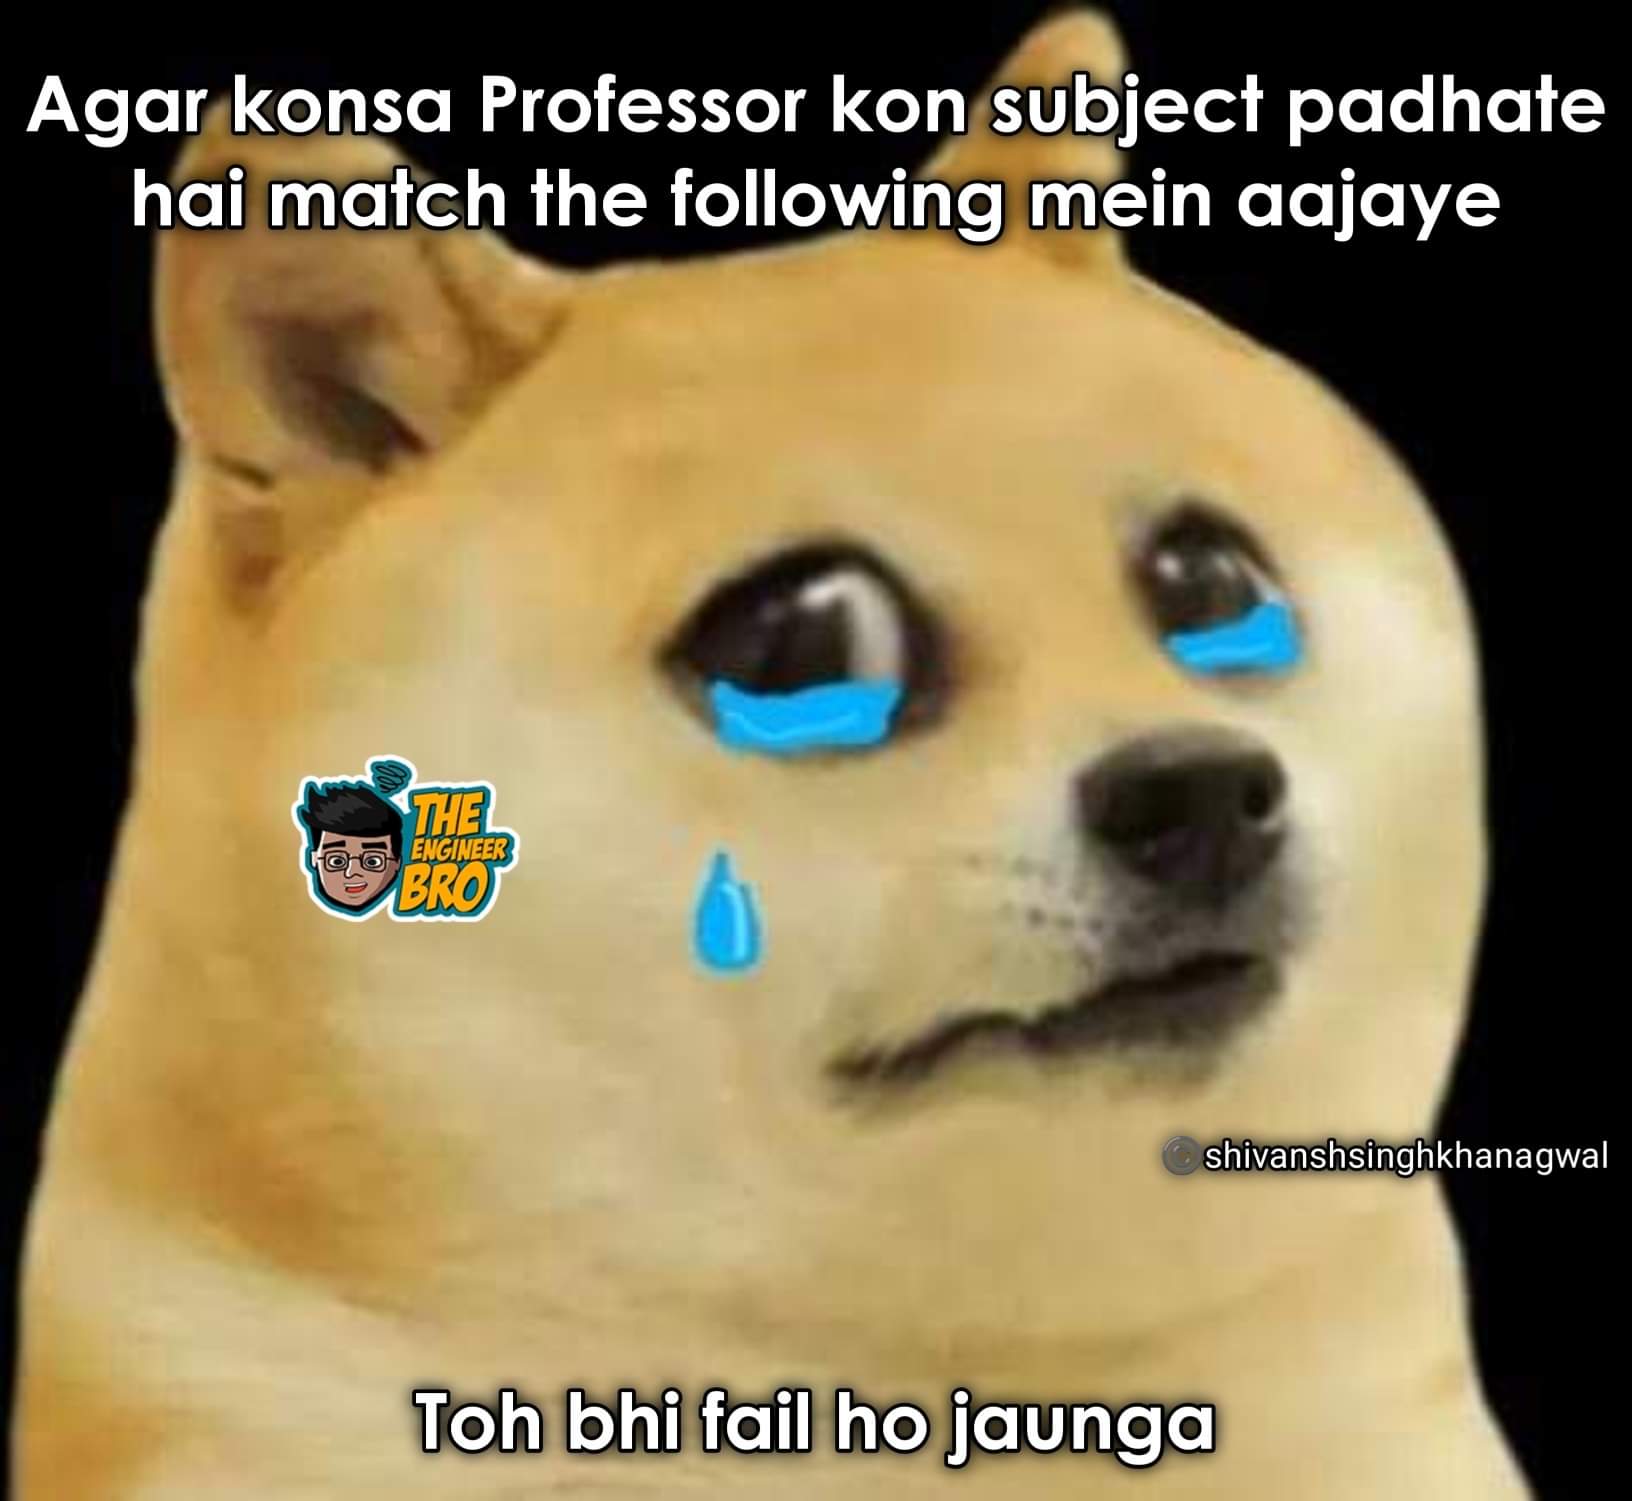 Agar konsa Professor kon subject padhate
hai match the following mein aajaye
THE
ENGINEER
BRO
shivanshsinghkhanagwal
Toh bhi fail ho jaunga